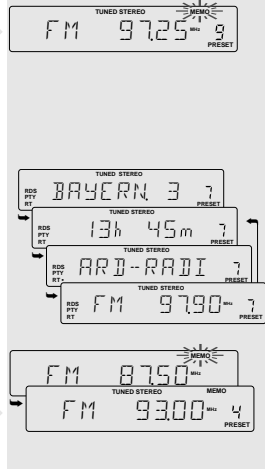 TUNED STEREO MEMO
FM 97.25 MHz 9
PRESET
TUNED STEREO
RDS
PTY
RT
BAYERN 3 7
PRESET
TUNED STEREO
RDS
PTY
RT
13h 45m 7
PRESET
TUNED STEREO
RDS
PTY
RT
ARD-RADI 7
PRESET
TUNED STEREO
RDS
PTY
RT
FM 97.90 MHz 7
PRESET
MEMO
FM 87.50
TUNED STEREO MEMO
FM 93.00 MHz 4
PRESET